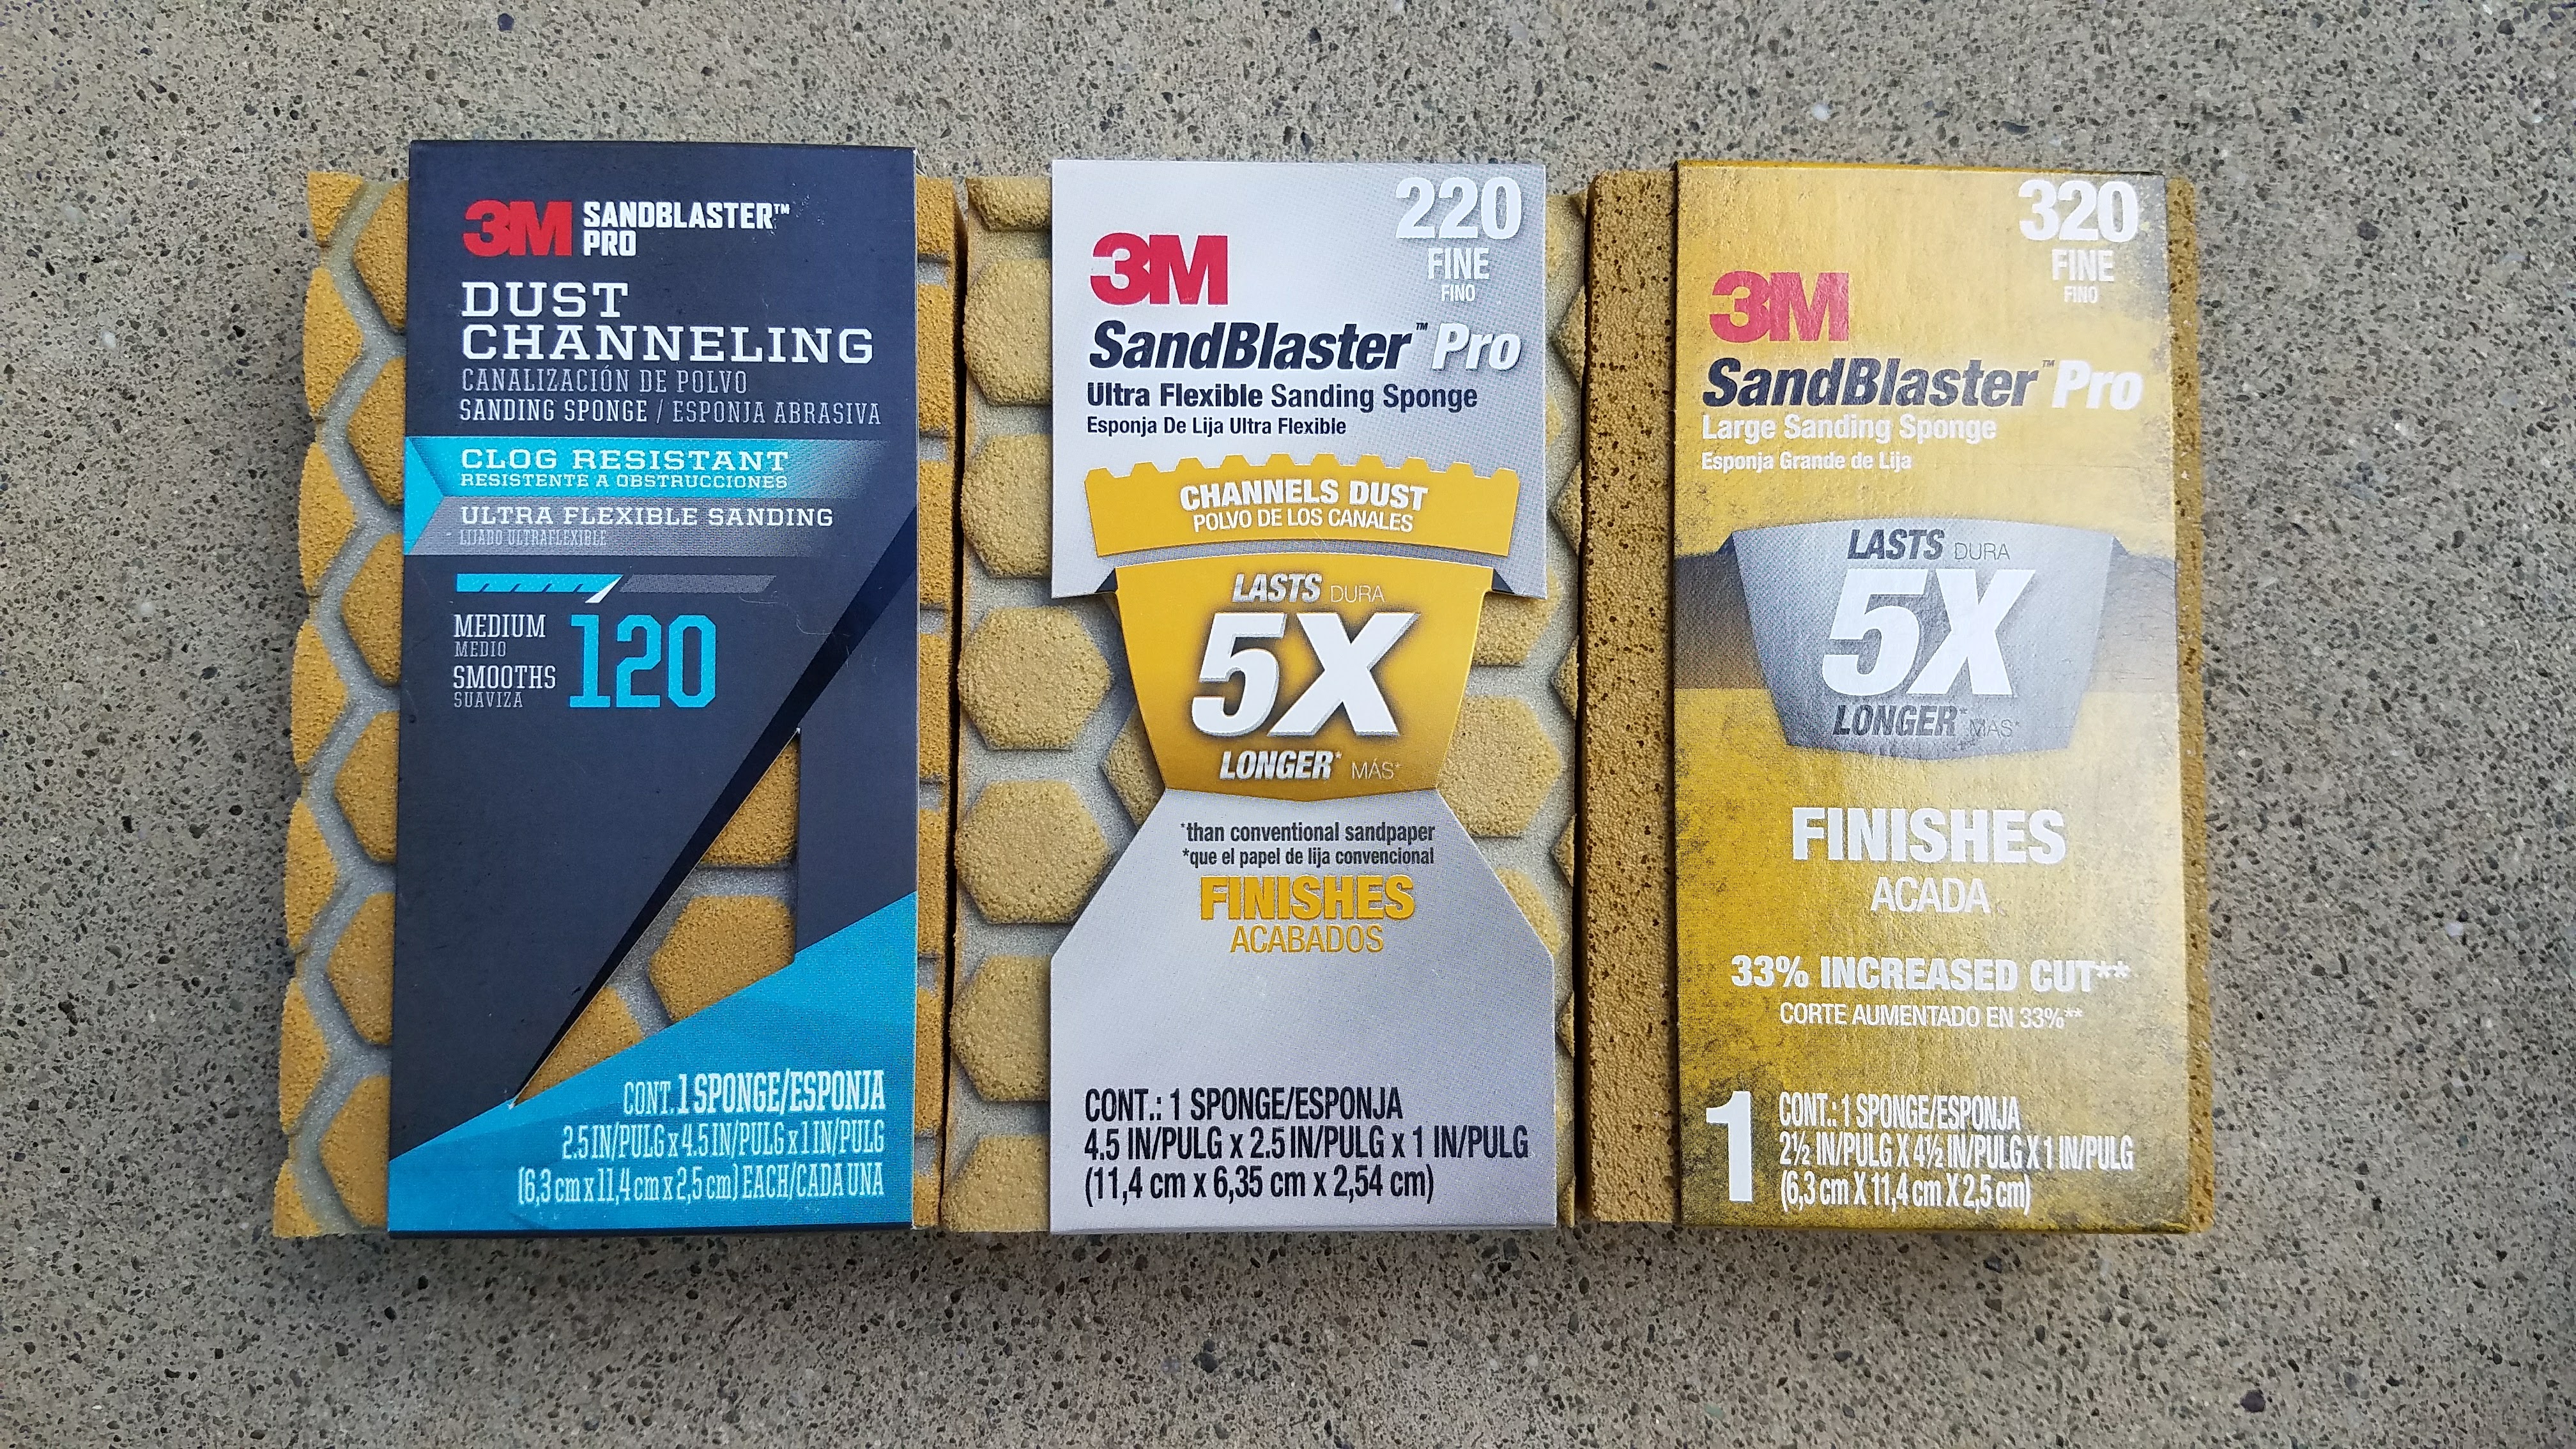 3M SANDBLASTER™
PRO
DUST
CHANNELING
CANALIZACIÓN DE POLVO
SANDING SPONGE / ESPONJA ABRASIVA
CLOG RESISTANT
RESISTENTE A OBSTRUCCIONES
ULTRA FLEXIBLE SANDING
LIJADO ULTRAFLEXIBLE
MEDIUM
MEDIO
SMOOTHS
SUAVIZA
120
CONT. 1 SPONGE/ESPONJA
2.5 IN/PULG x 4.5 IN/PULG x 1 IN/PULG
(6,3 cm x 11,4 cm x 2,5 cm) EACH/CADA UNA
220
FINE
FINO
3M
SandBlaster™ Pro
Ultra Flexible Sanding Sponge
Esponja De Lija Ultra Flexible
CHANNELS DUST
POLVO DE LOS CANALES
LASTS DURA
5X
LONGER* MÁS*
*than conventional sandpaper
*que el papel de lija convencional
FINISHES
ACABADOS
CONT.: 1 SPONGE/ESPONJA
4.5 IN/PULG x 2.5 IN/PULG x 1 IN/PULG
(11,4 cm x 6,35 cm x 2,54 cm)
320
FINE
FINO
3M
SandBlaster™ Pro
Large Sanding Sponge
Esponja Grande de Lija
LASTS DURA
5X
LONGER* MÁS*
FINISHES
ACADA
33% INCREASED CUT**
CORTE AUMENTADO EN 33%**
1
CONT.: 1 SPONGE/ESPONJA
2½ IN/PULG X 4½ IN/PULG X 1 IN/PULG
(6,3 cm X 11,4 cm X 2,5 cm)